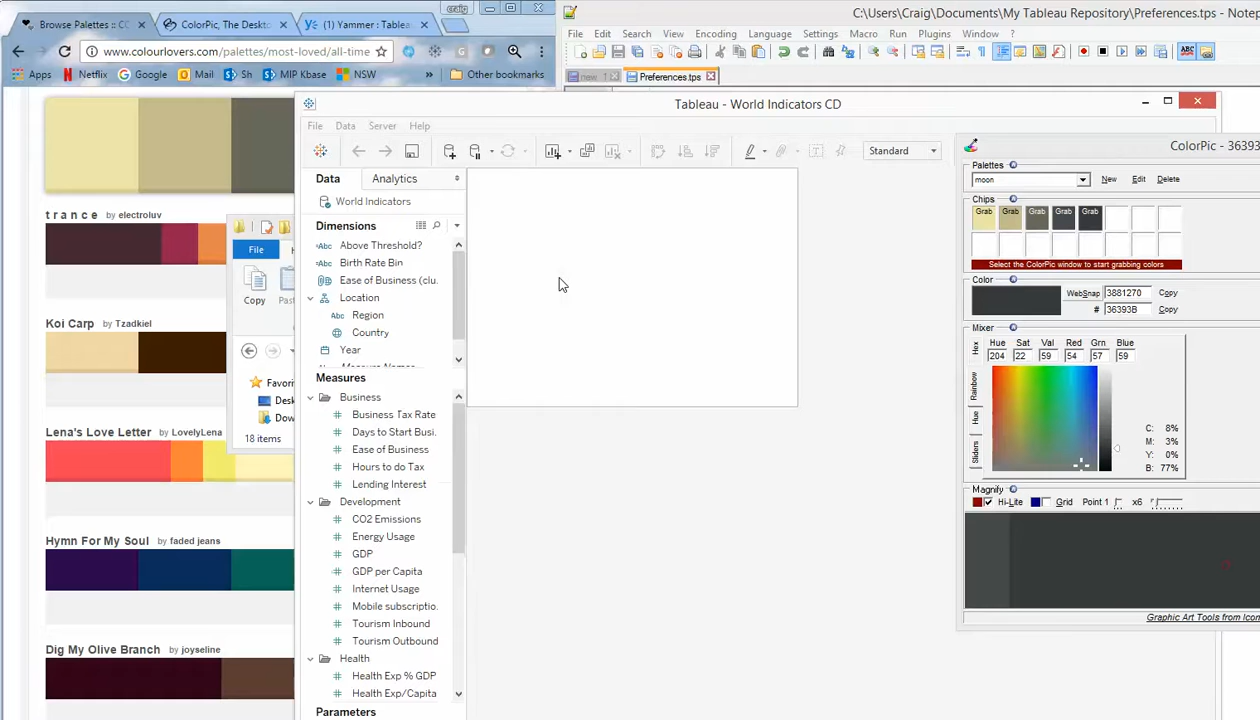 craig
Browse Palettes :: CO
ColorPic, The Deskto
Yammer : Tablea
C:\Users\Craig\Documents\My Tableau Repository\Preferences.tps - Notep
File Edit Search View Encoding Language Settings Macro Run Plugins Window ?
www.colourlovers.com/palettes/most-loved/all-time
Apps Netflix Google Mail Sh MIP Kbase NSW » Other bookmarks
new 1 Preferences.tps
Tableau - World Indicators CD
File Data Server Help
Standard
ColorPic - 36393
Palettes
moon New Edit Delete
Chips
Grab Grab Grab Grab Grab
Select the ColorPic window to start grabbing colors
Color
WebSnap 3881270 Copy
# 36393B Copy
Mixer
Hex Rainbow Hue Sliders
Hue Sat Val Red Grn Blue
204 22 59 54 57 59
C: 8%
M: 3%
Y: 0%
B: 77%
Magnify
Hi-Lite Grid Point 1 x6
Graphic Art Tools from Icon
Data Analytics
World Indicators
Dimensions
Above Threshold?
Birth Rate Bin
Ease of Business (clu.
Location
Region
Country
Year
Measure Names
Measures
Business
Business Tax Rate
Days to Start Busi.
Ease of Business
Hours to do Tax
Lending Interest
Development
CO2 Emissions
Energy Usage
GDP
GDP per Capita
Internet Usage
Mobile subscriptio.
Tourism Inbound
Tourism Outbound
Health
Health Exp % GDP
Health Exp/Capita
Parameters
t r a n c e by electroluv
Koi Carp by Tzadkiel
Lena's Love Letter by LovelyLena
Hymn For My Soul by faded jeans
Dig My Olive Branch by joyseline
File
Copy
Favori
Desk
Dow
18 items